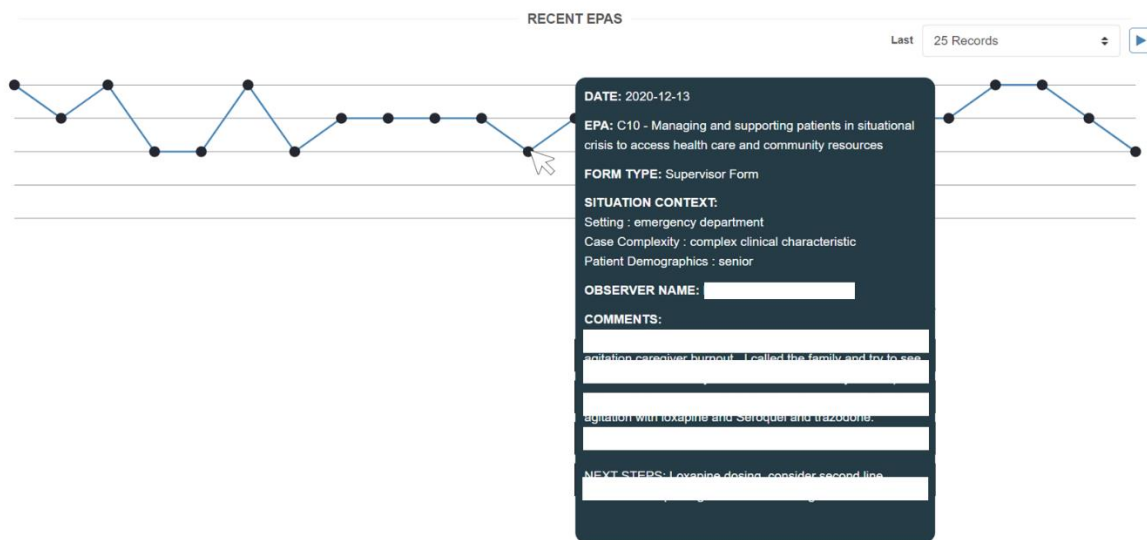 RECENT EPAS
Last 25 Records
DATE: 2020-12-13
EPA: C10 - Managing and supporting patients in situational
crisis to access health care and community resources
FORM TYPE: Supervisor Form
SITUATION CONTEXT:
Setting : emergency department
Case Complexity : complex clinical characteristic
Patient Demographics : senior
OBSERVER NAME:
COMMENTS:
agitation caregiver burnout. I called the family and try to see
agitation with loxapine and Seroquel and trazodone.
NEXT STEPS: Loxapine dosing, consider second line